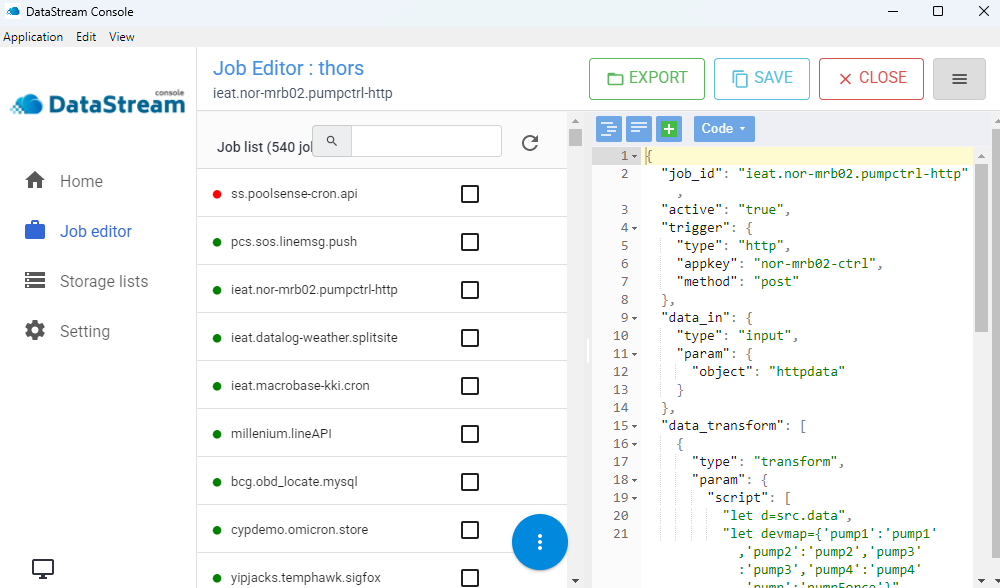 DataStream Console
Application Edit View
console
DataStream
Home
Job editor
Storage lists
Setting
Job Editor : thors
ieat.nor-mrb02.pumpctrl-http
EXPORT
SAVE
CLOSE
Job list (540 jo
ss.poolsense-cron.api
pcs.sos.linemsg.push
ieat.nor-mrb02.pumpctrl-http
ieat.datalog-weather.splitsite
ieat.macrobase-kki.cron
millenium.lineAPI
bcg.obd_locate.mysql
cypdemo.omicron.store
yipjacks.temphawk.sigfox
Code
1 {
2 "job_id": "ieat.nor-mrb02.pumpctrl-http"
,
3 "active": "true",
4 "trigger": {
5 "type": "http",
6 "appkey": "nor-mrb02-ctrl",
7 "method": "post"
8 },
9 "data_in": {
10 "type": "input",
11 "param": {
12 "object": "httpdata"
13 }
14 },
15 "data_transform": [
16 {
17 "type": "transform",
18 "param": {
19 "script": [
20 "let d=src.data",
21 "let devmap={'pump1':'pump1'
,'pump2':'pump2','pump3'
:'pump3','pump4':'pump4'
,'pump':'pumpForce'}"